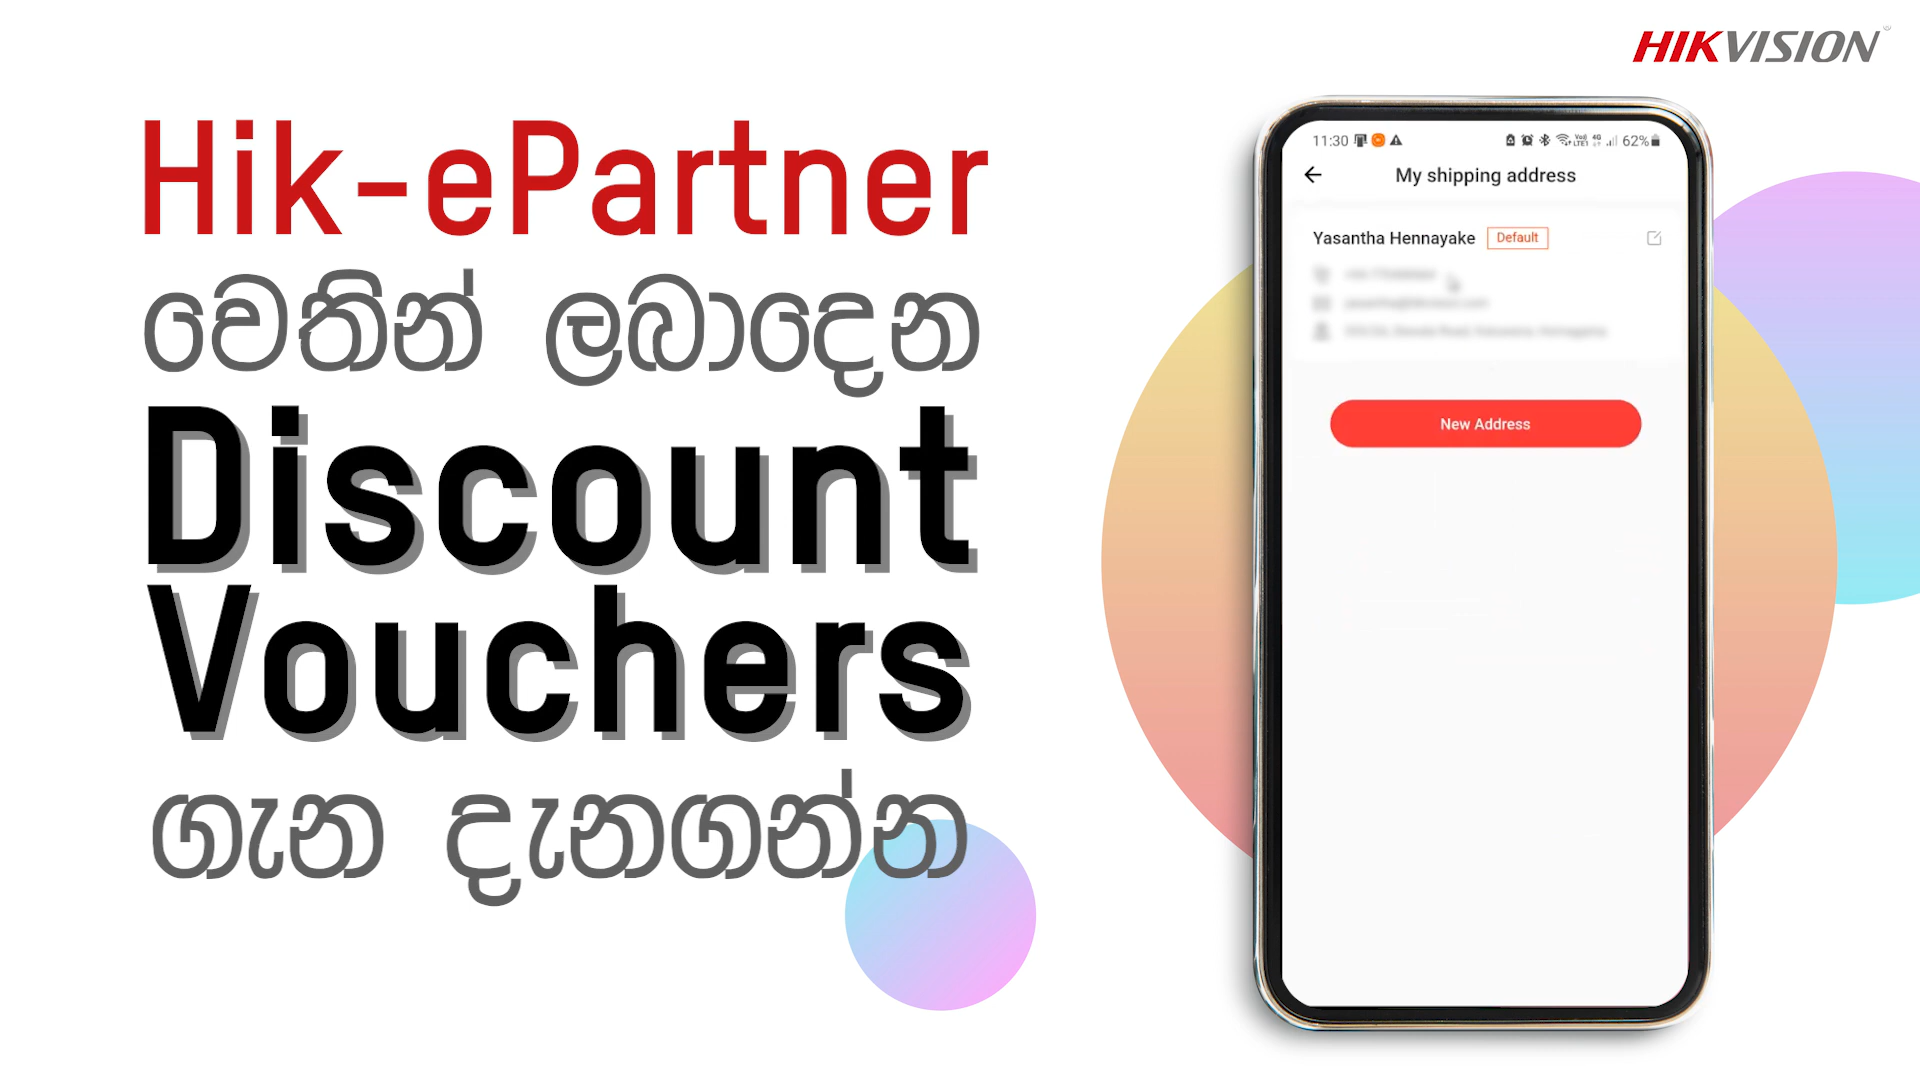 HIKVISION
Hik-ePartner
වෙතින් ලබාදෙන
Discount
Vouchers
ගැන දැනගන්න
11:30 62%
My shipping address
Yasantha Hennayake Default
New Address